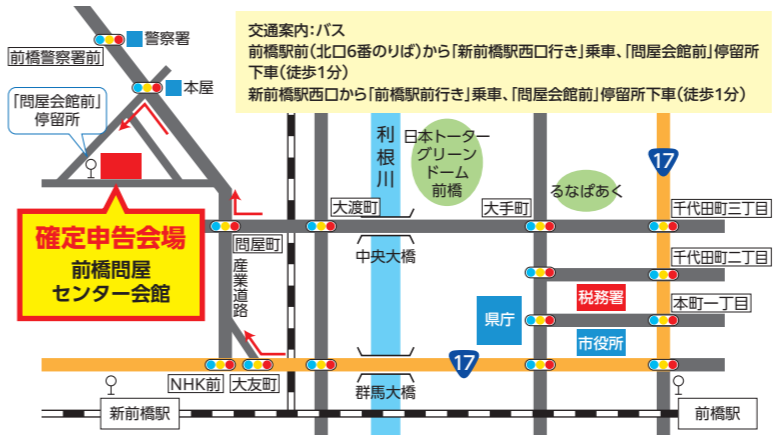 交通案内：バス
前橋駅前（北口6番のりば）から「新前橋駅西口行き」乗車、「問屋会館前」停留所
下車（徒歩1分）
新前橋駅西口から「前橋駅前行き」乗車、「問屋会館前」停留所下車（徒歩1分）
警察署
前橋警察署前
本屋
「問屋会館前」
停留所
確定申告会場
前橋問屋
センター会館
問屋町
産業道路
大渡町
利根川
中央大橋
日本トーター
グリーン
ドーム
前橋
大手町
るなぱあく
17
千代田町三丁目
千代田町二丁目
税務署
本町一丁目
県庁
市役所
NHK前
大友町
群馬大橋
17
新前橋駅
前橋駅